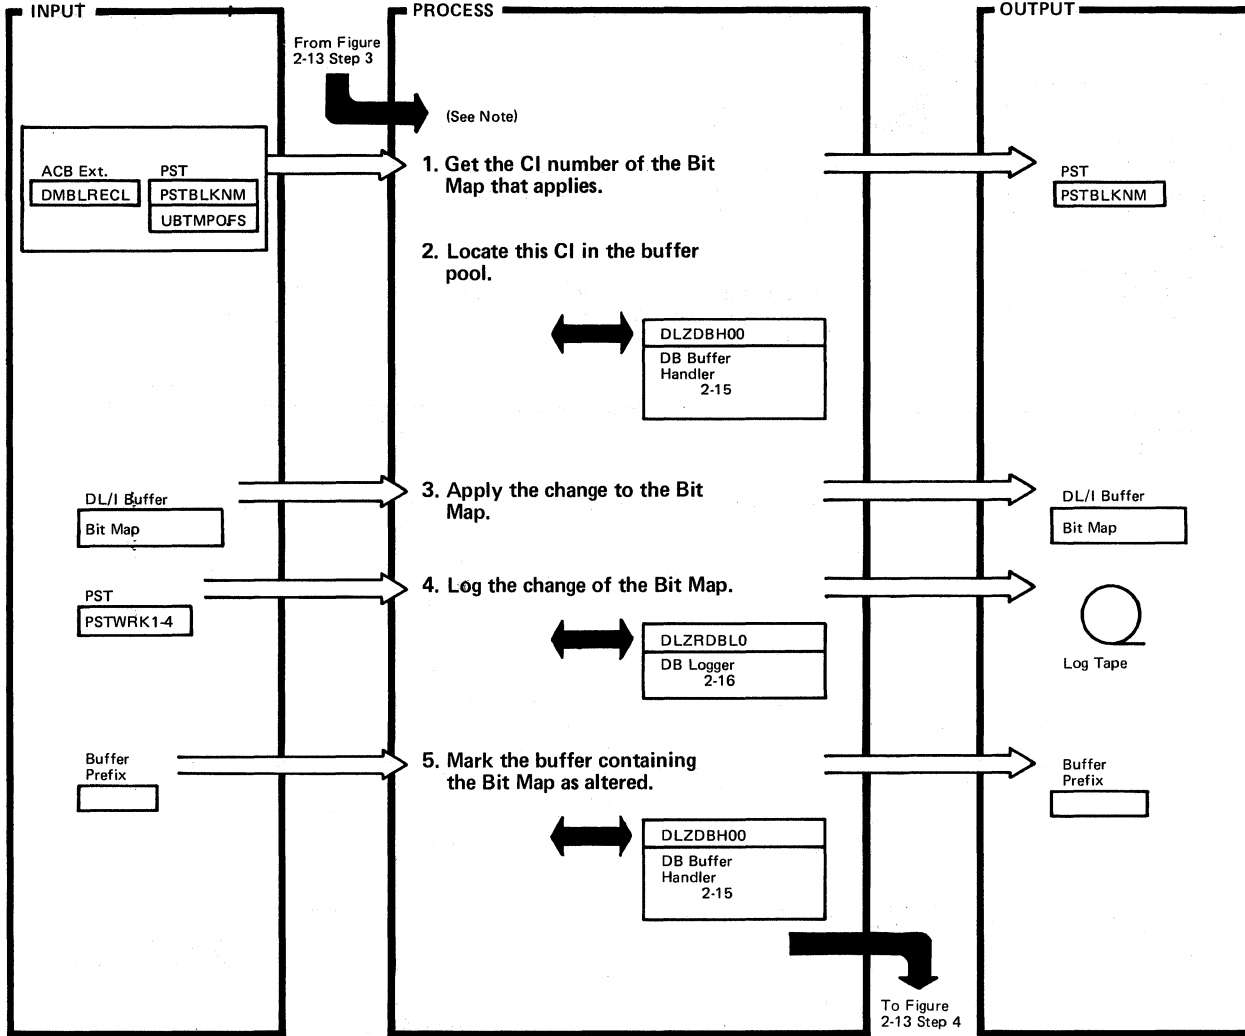 INPUT
PROCESS
OUTPUT
From Figure
2-13 Step 3
(See Note)
ACB Ext.
DMBLRECL
PST
PSTBLKNM
UBTMPOFS
1. Get the CI number of the Bit
Map that applies.
PST
PSTBLKNM
2. Locate this CI in the buffer
pool.
DLZDBH00
DB Buffer
Handler
2-15
DL/I Buffer
Bit Map
3. Apply the change to the Bit
Map.
DL/I Buffer
Bit Map
PST
PSTWRK1-4
4. Log the change of the Bit Map.
DLZRDBL0
DB Logger
2-16
Log Tape
Buffer
Prefix
5. Mark the buffer containing
the Bit Map as altered.
Buffer
Prefix
DLZDBH00
DB Buffer
Handler
2-15
To Figure
2-13 Step 4